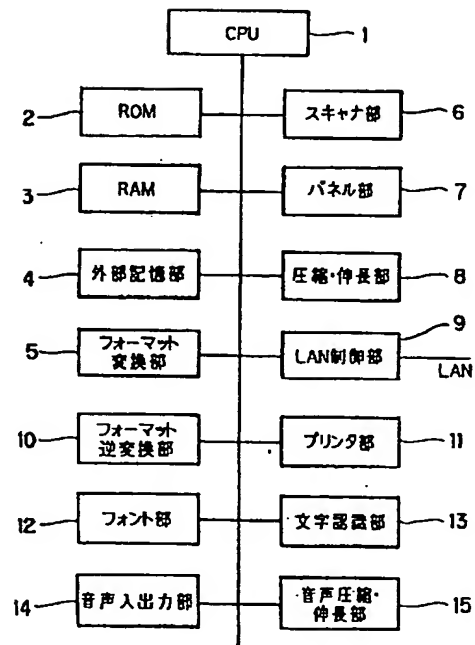 CPU
1
2
ROM
スキャナ部
6
3
RAM
パネル部
7
4
外部記憶部
圧縮・伸長部
8
5
フォーマット
変換部
LAN制御部
9
LAN
10
フォーマット
逆変換部
プリンタ部
11
12
フォント部
文字認識部
13
14
音声入出力部
音声圧縮・
伸長部
15